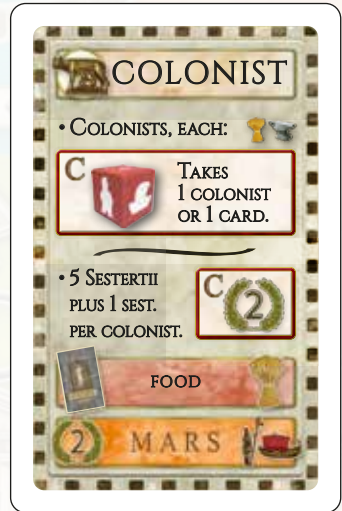 COLONIST
• COLONISTS, EACH:
C
TAKES
1 COLONIST
OR 1 CARD.
• 5 SESTERTII
PLUS 1 SEST.
PER COLONIST.
C
2
FOOD
2 MARS